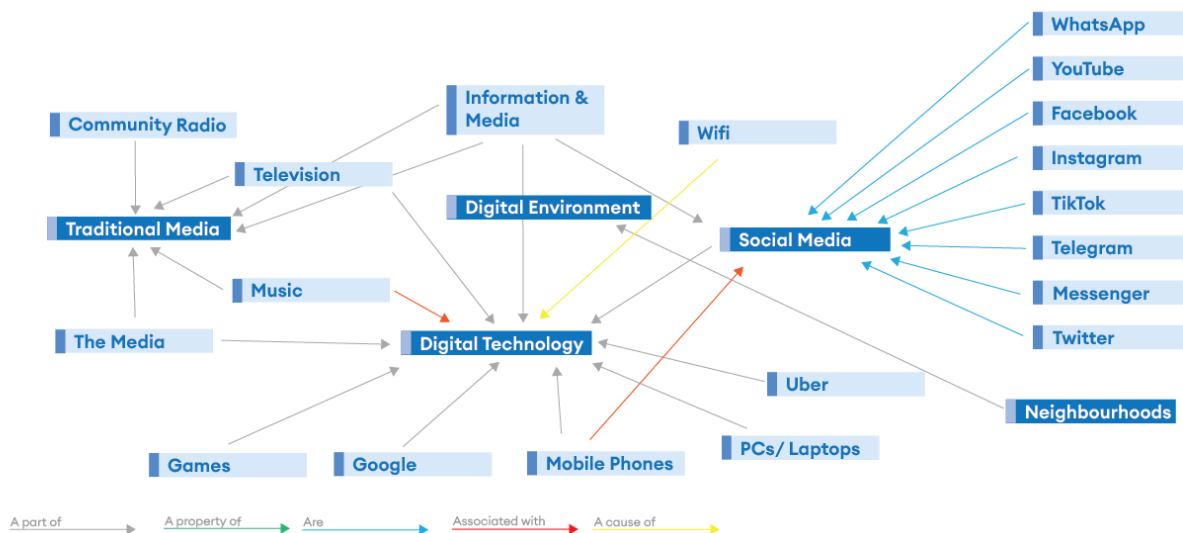 WhatsApp
YouTube
Information &
Media
Facebook
Community Radio
Wifi
Instagram
Television
TikTok
Digital Environment
Traditional Media
Social Media
Telegram
Music
Messenger
The Media
Digital Technology
Twitter
Uber
Neighbourhoods
PCs/ Laptops
Games
Google
Mobile Phones
A part of
A property of
Are
Associated with
A cause of